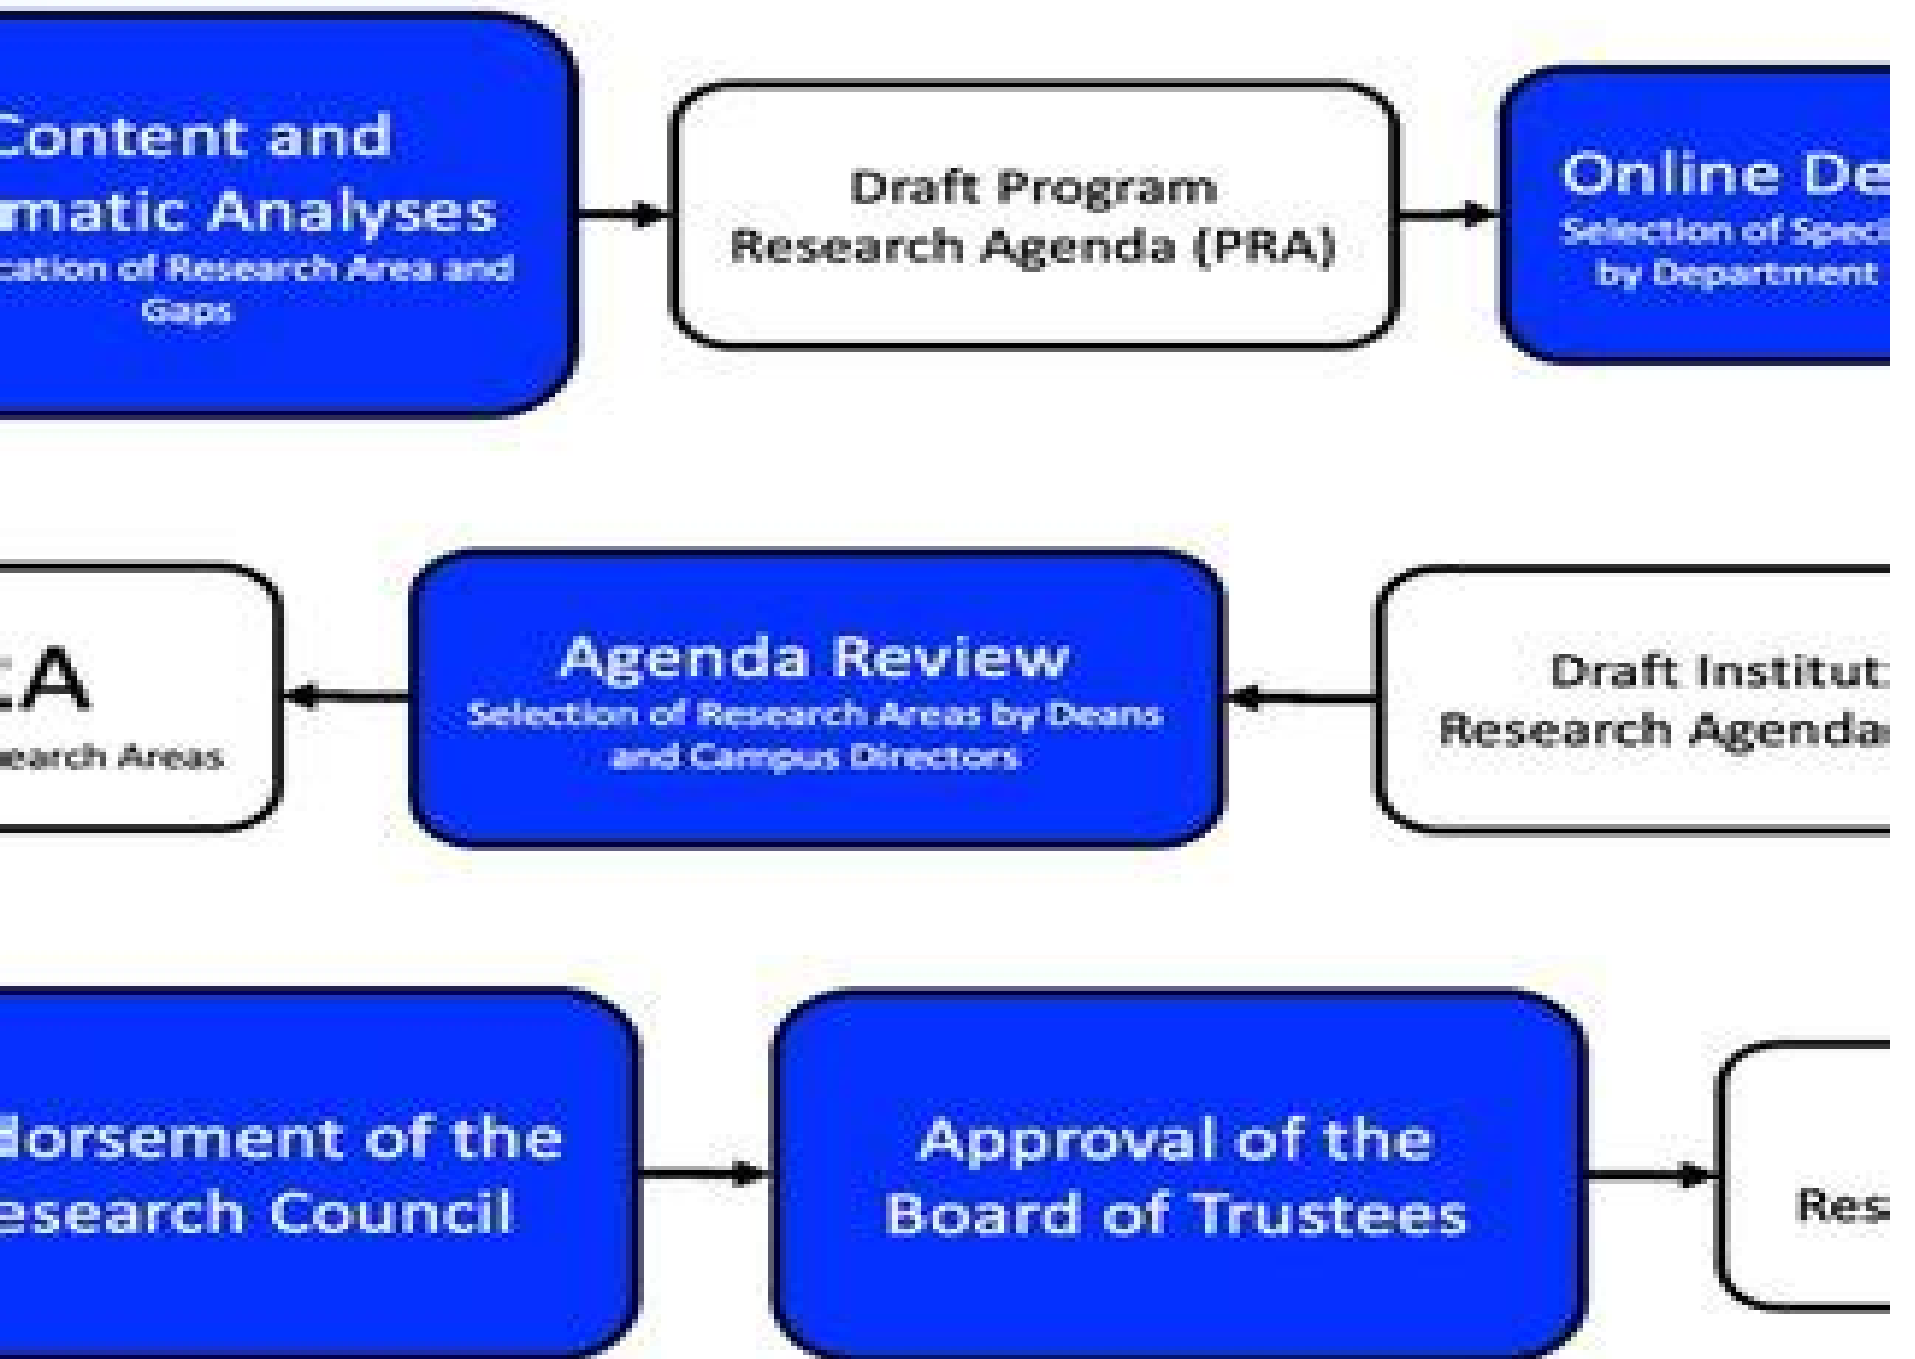 Content and
matic Analyses
cation of Research Area and
Gaps
Draft Program
Research Agenda (PRA)
Online De
Selection of Speci
by Department
A
earch Areas
Agenda Review
Selection of Research Areas by Deans
and Campus Directors
Draft Institut
Research Agenda
dorsement of the
esearch Council
Approval of the
Board of Trustees
Res